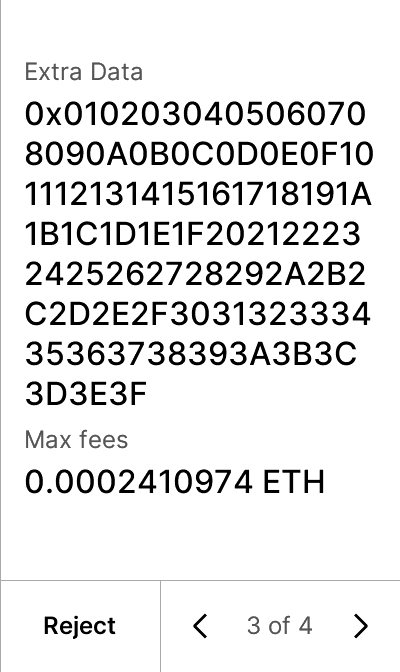 Extra Data
0x010203040506070
8090A0B0C0D0E0F10
1112131415161718191A
1B1C1D1E1F20212223
2425262728292A2B2
C2D2E2F3031323334
35363738393A3B3C
3D3E3F
Max fees
0.0002410974 ETH
Reject
3 of 4